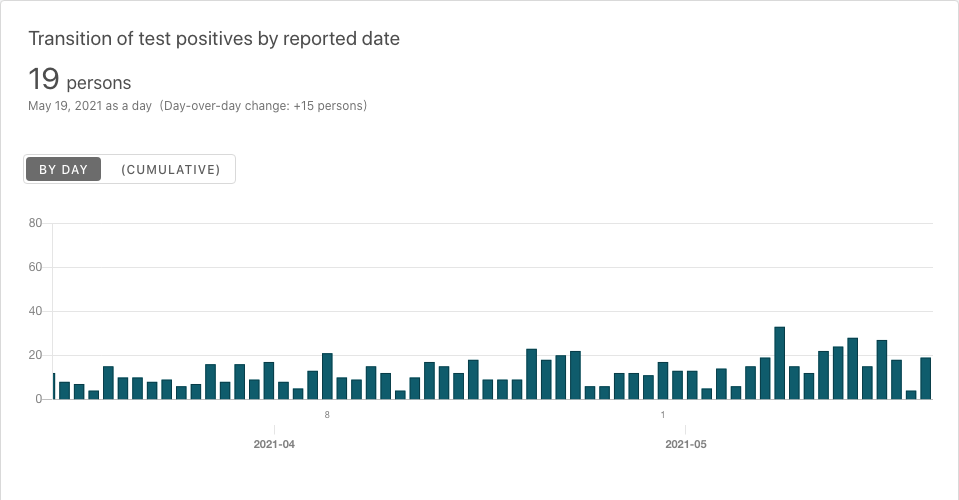 Transition of test positives by reported date
19 persons
May 19, 2021 as a day (Day-over-day change: +15 persons)
BY DAY (CUMULATIVE)
80
60
40
20
0
8 1
2021-04 2021-05